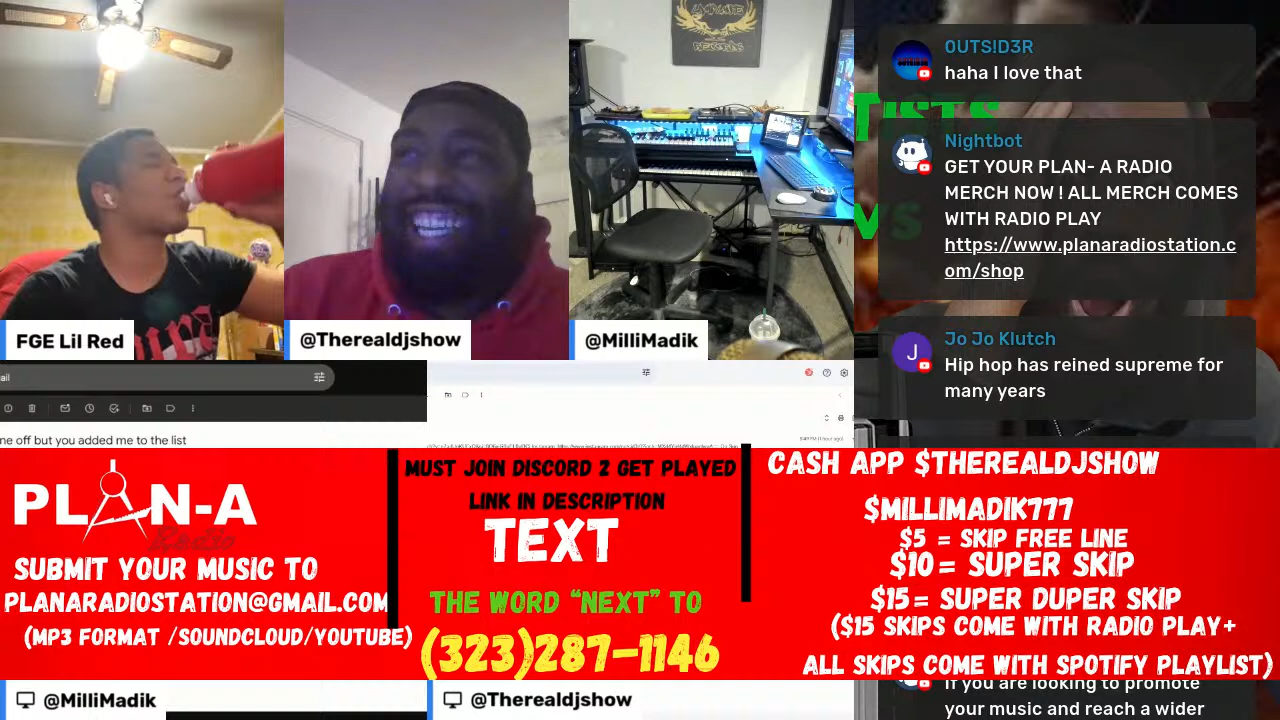 FGE Lil Red
@Therealdjshow
@MilliMadik
0UTS!D3R
haha I love that
Nightbot
GET YOUR PLAN- A RADIO
MERCH NOW ! ALL MERCH COMES
WITH RADIO PLAY
https://www.planaradiostation.c
om/shop
J
Jo Jo Klutch
Hip hop has reined supreme for
many years
TISTS
VS
ail
ne off but you added me to the list
PLAN-A
SUBMIT YOUR MUSIC TO
PLANARADIOSTATION@GMAIL.COM
(MP3 FORMAT /SOUNDCLOUD/YOUTUBE)
MUST JOIN DISCORD 2 GET PLAYED
LINK IN DESCRIPTION
TEXT
THE WORD “NEXT” TO
(323)287-1146
CASH APP $THEREALDJSHOW
$MILLIMADIK777
$5 = SKIP FREE LINE
$10 = SUPER SKIP
$15= SUPER DUPER SKIP
($15 SKIPS COME WITH RADIO PLAY+
ALL SKIPS COME WITH SPOTIFY PLAYLIST)
@MilliMadik
@Therealdjshow
If you are looking to promote
your music and reach a wider